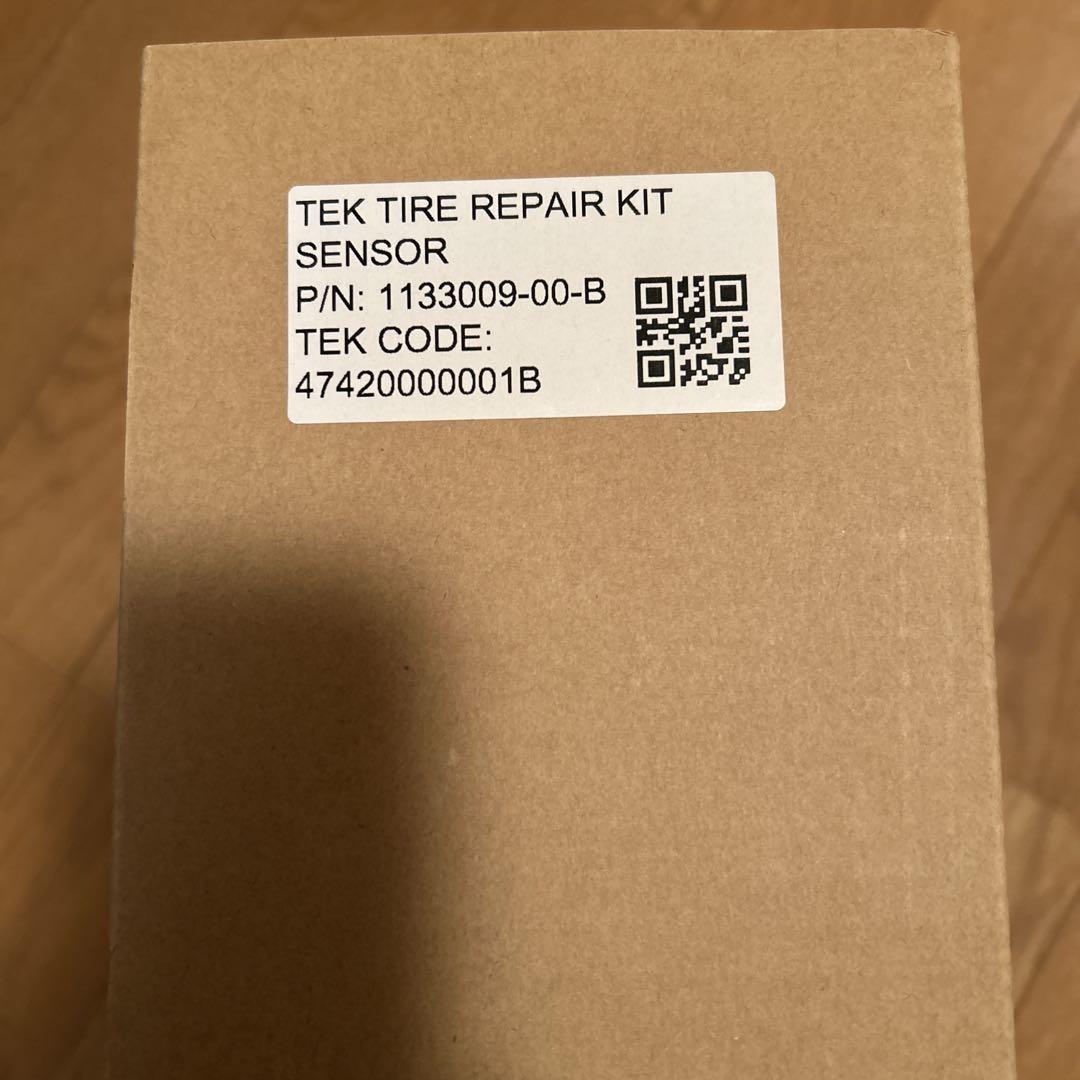 TEK TIRE REPAIR KIT
SENSOR
P/N: 1133009-00-B
TEK CODE:
47420000001B